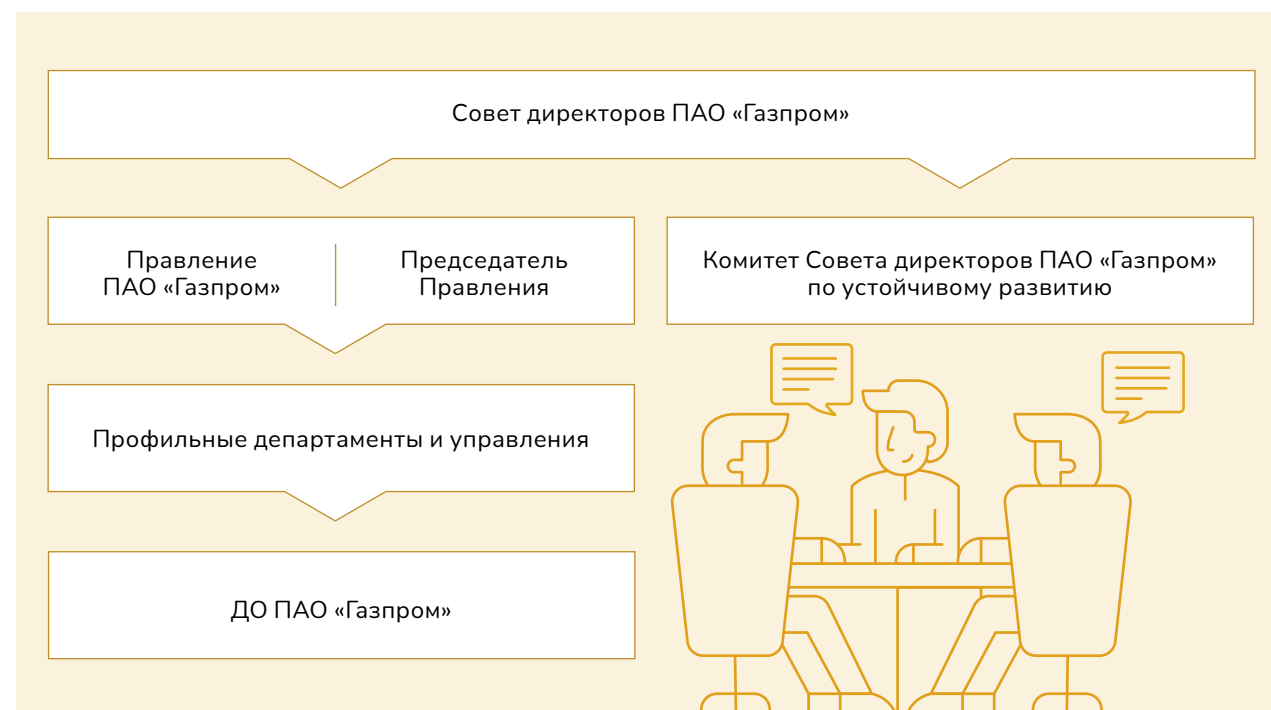 Совет директоров ПАО «Газпром»
Правление
ПАО «Газпром»
Председатель
Правления
Комитет Совета директоров ПАО «Газпром»
по устойчивому развитию
Профильные департаменты и управления
ДО ПАО «Газпром»